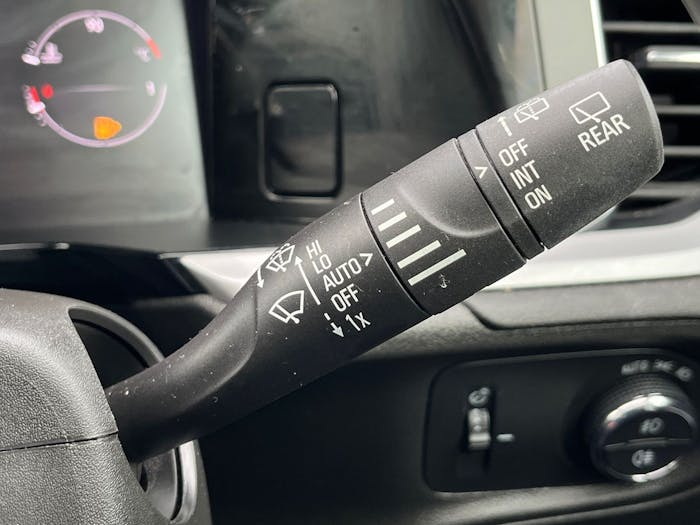 REAR
OFF
INT
ON
HI
LO
AUTO
OFF
1X